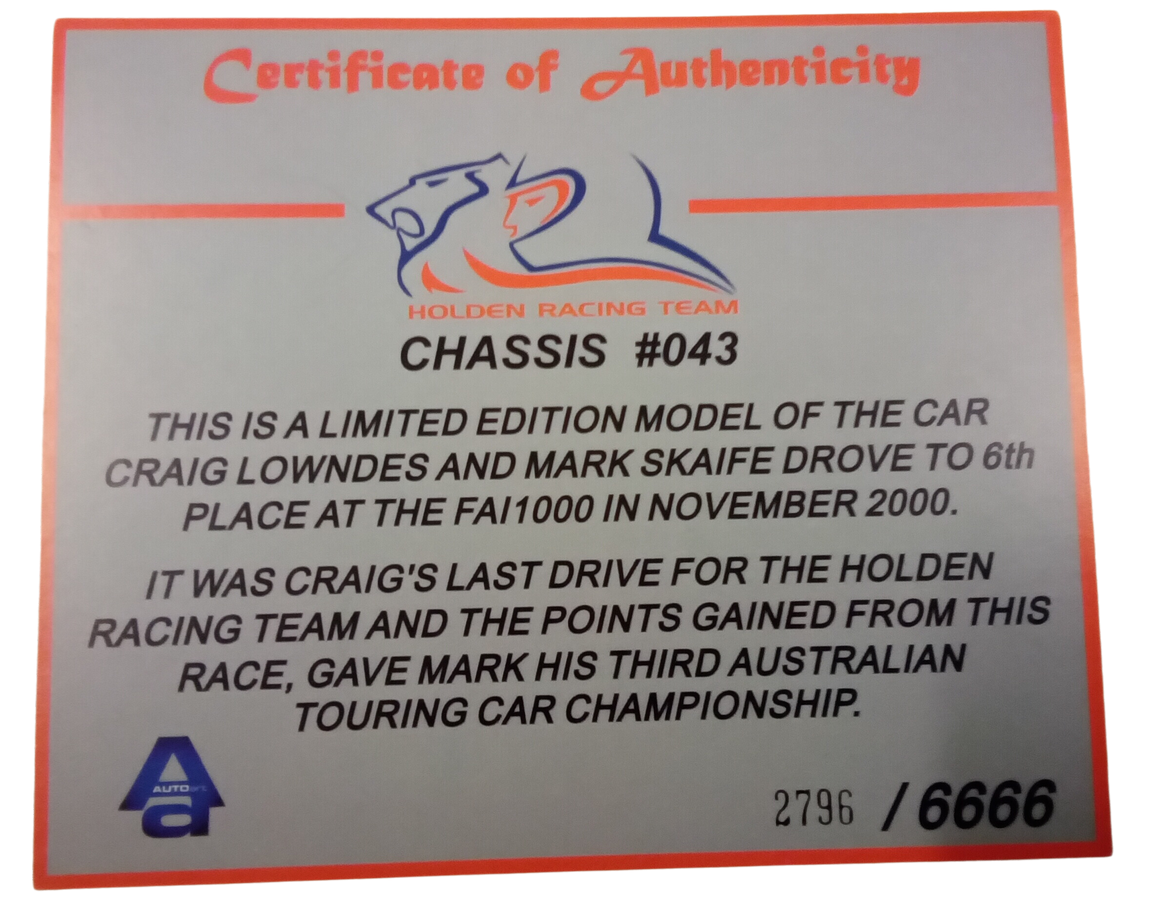 Certificate of Authenticity
HOLDEN RACING TEAM
CHASSIS #043
THIS IS A LIMITED EDITION MODEL OF THE CAR
CRAIG LOWNDES AND MARK SKAIFE DROVE TO 6th
PLACE AT THE FAI1000 IN NOVEMBER 2000.
IT WAS CRAIG'S LAST DRIVE FOR THE HOLDEN
RACING TEAM AND THE POINTS GAINED FROM THIS
RACE, GAVE MARK HIS THIRD AUSTRALIAN
TOURING CAR CHAMPIONSHIP.
AUTOart
2796 / 6666